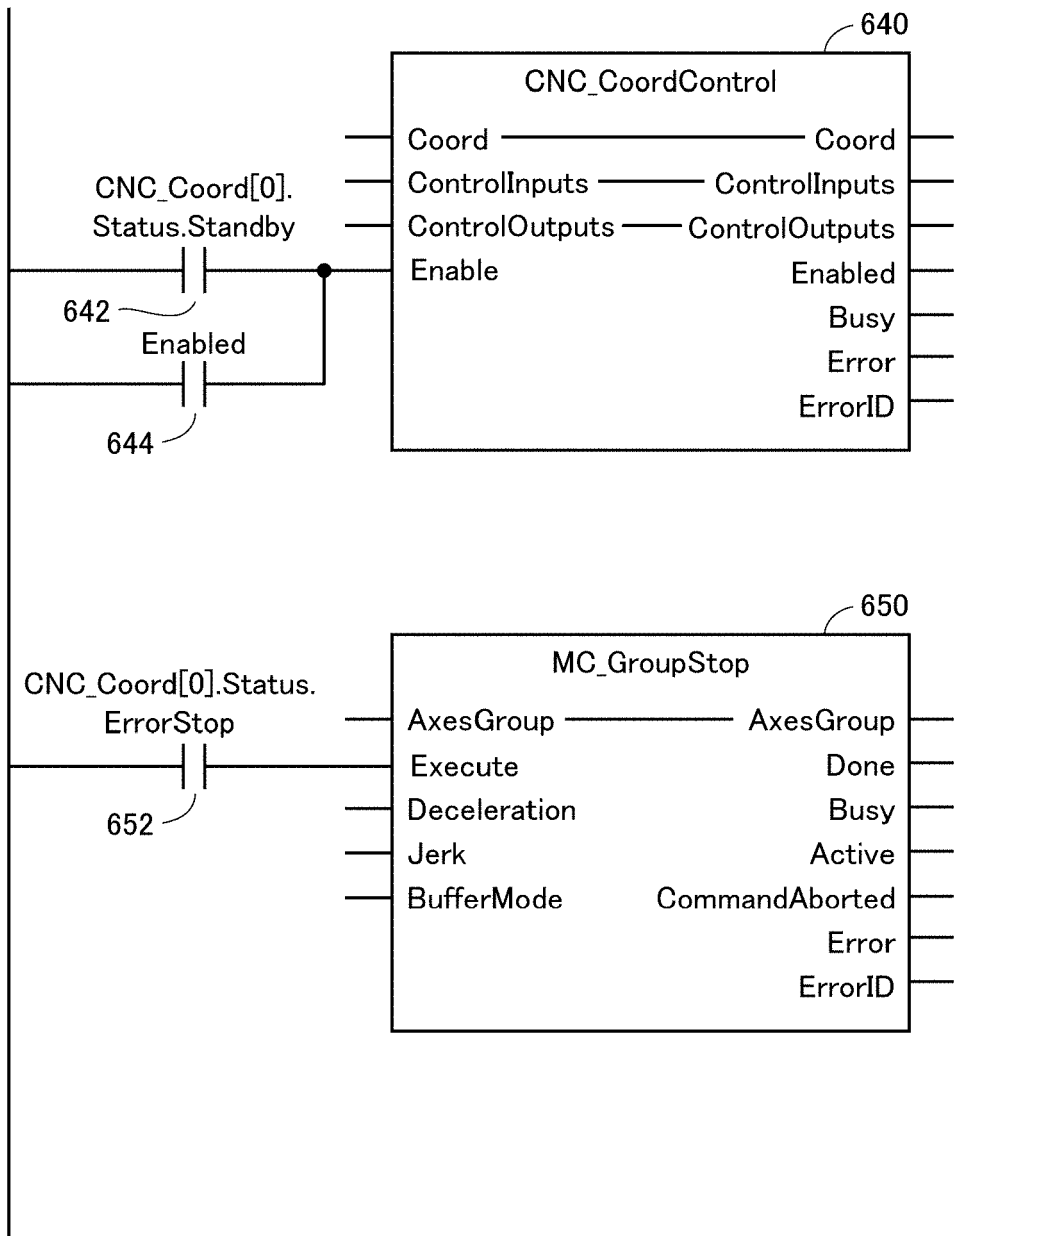 640
CNC_CoordControl
Coord Coord
CNC_Coord[0].
Status.Standby
ControlInputs ControlInputs
ControlOutputs ControlOutputs
Enable Enabled
642
Busy
Enabled
Error
ErrorID
644
650
MC_GroupStop
CNC_Coord[0].Status.
ErrorStop
AxesGroup AxesGroup
Execute Done
652
Deceleration Busy
Jerk Active
BufferMode CommandAborted
Error
ErrorID